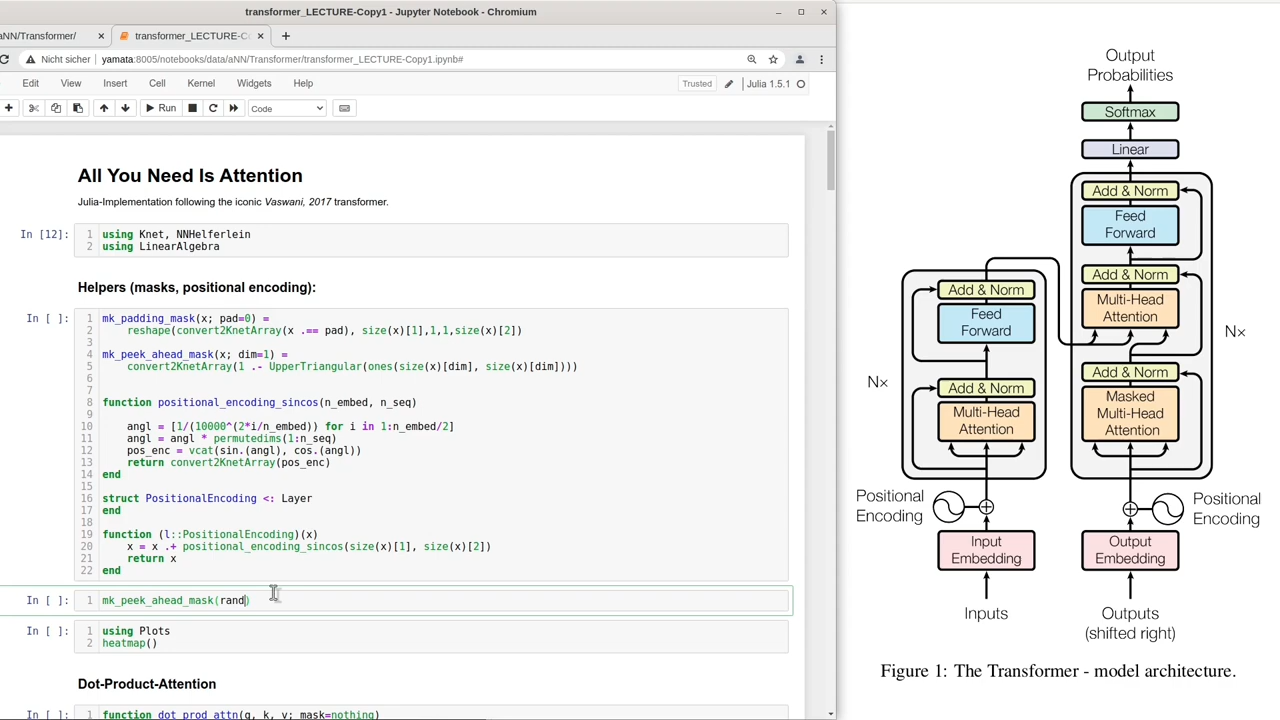 transformer_LECTURE-Copy1 - Jupyter Notebook - Chromium
aNN/Transformer/
transformer_LECTURE-C
Nicht sicher
yamata:8005/notebooks/data/aNN/Transformer/transformer_LECTURE-Copy1.ipynb#
Edit View Insert Cell Kernel Widgets Help
Trusted
Julia 1.5.1
Run
Code
All You Need Is Attention
Julia-Implementation following the iconic Vaswani, 2017 transformer.
In [12]:
1 using Knet, NNHelferlein
2 using LinearAlgebra
Helpers (masks, positional encoding):
In [ ]:
1 mk_padding_mask(x; pad=0) =
2     reshape(convert2KnetArray(x .== pad), size(x)[1],1,1,size(x)[2])
3
4 mk_peek_ahead_mask(x; dim=1) =
5     convert2KnetArray(1 .- UpperTriangular(ones(size(x)[dim], size(x)[dim])))
6
7
8 function positional_encoding_sincos(n_embed, n_seq)
9
10     angl = [1/(10000^(2*i/n_embed)) for i in 1:n_embed/2]
11     angl = angl * permutedims(1:n_seq)
12     pos_enc = vcat(sin.(angl), cos.(angl))
13     return convert2KnetArray(pos_enc)
14 end
15
16 struct PositionalEncoding <: Layer
17 end
18
19 function (l::PositionalEncoding)(x)
20     x = x .+ positional_encoding_sincos(size(x)[1], size(x)[2])
21     return x
22 end
In [ ]:
1 mk_peek_ahead_mask(rand)
In [ ]:
1 using Plots
2 heatmap()
Dot-Product-Attention
In [ ]:
1 function dot_prod_attn(q, k, v; mask=nothing)
Output
Probabilities
Softmax
Linear
Add & Norm
Feed
Forward
Add & Norm
Multi-Head
Attention
Add & Norm
Masked
Multi-Head
Attention
N×
Add & Norm
Feed
Forward
Add & Norm
Multi-Head
Attention
N×
Positional
Encoding
Positional
Encoding
Input
Embedding
Output
Embedding
Inputs
Outputs
(shifted right)
Figure 1: The Transformer - model architecture.